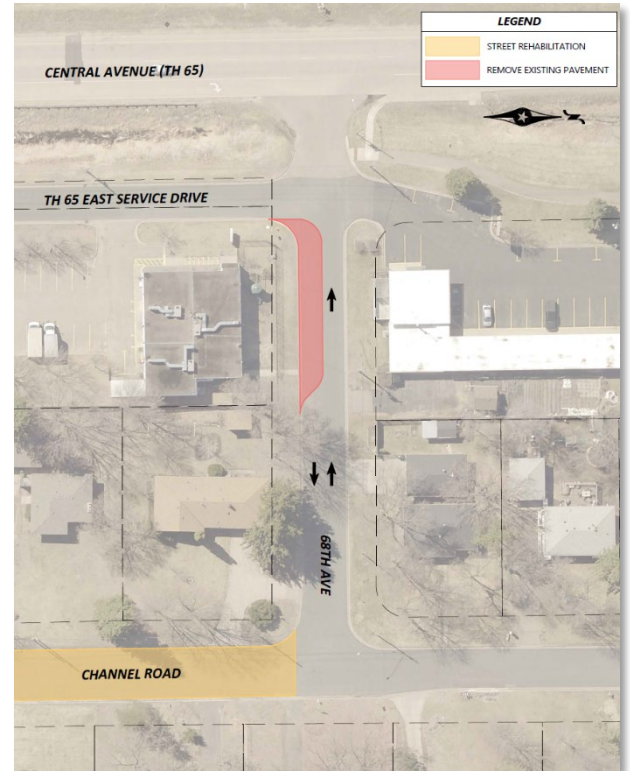 LEGEND
STREET REHABILITATION
REMOVE EXISTING PAVEMENT
CENTRAL AVENUE (TH 65)
TH 65 EAST SERVICE DRIVE
68TH AVE
CHANNEL ROAD